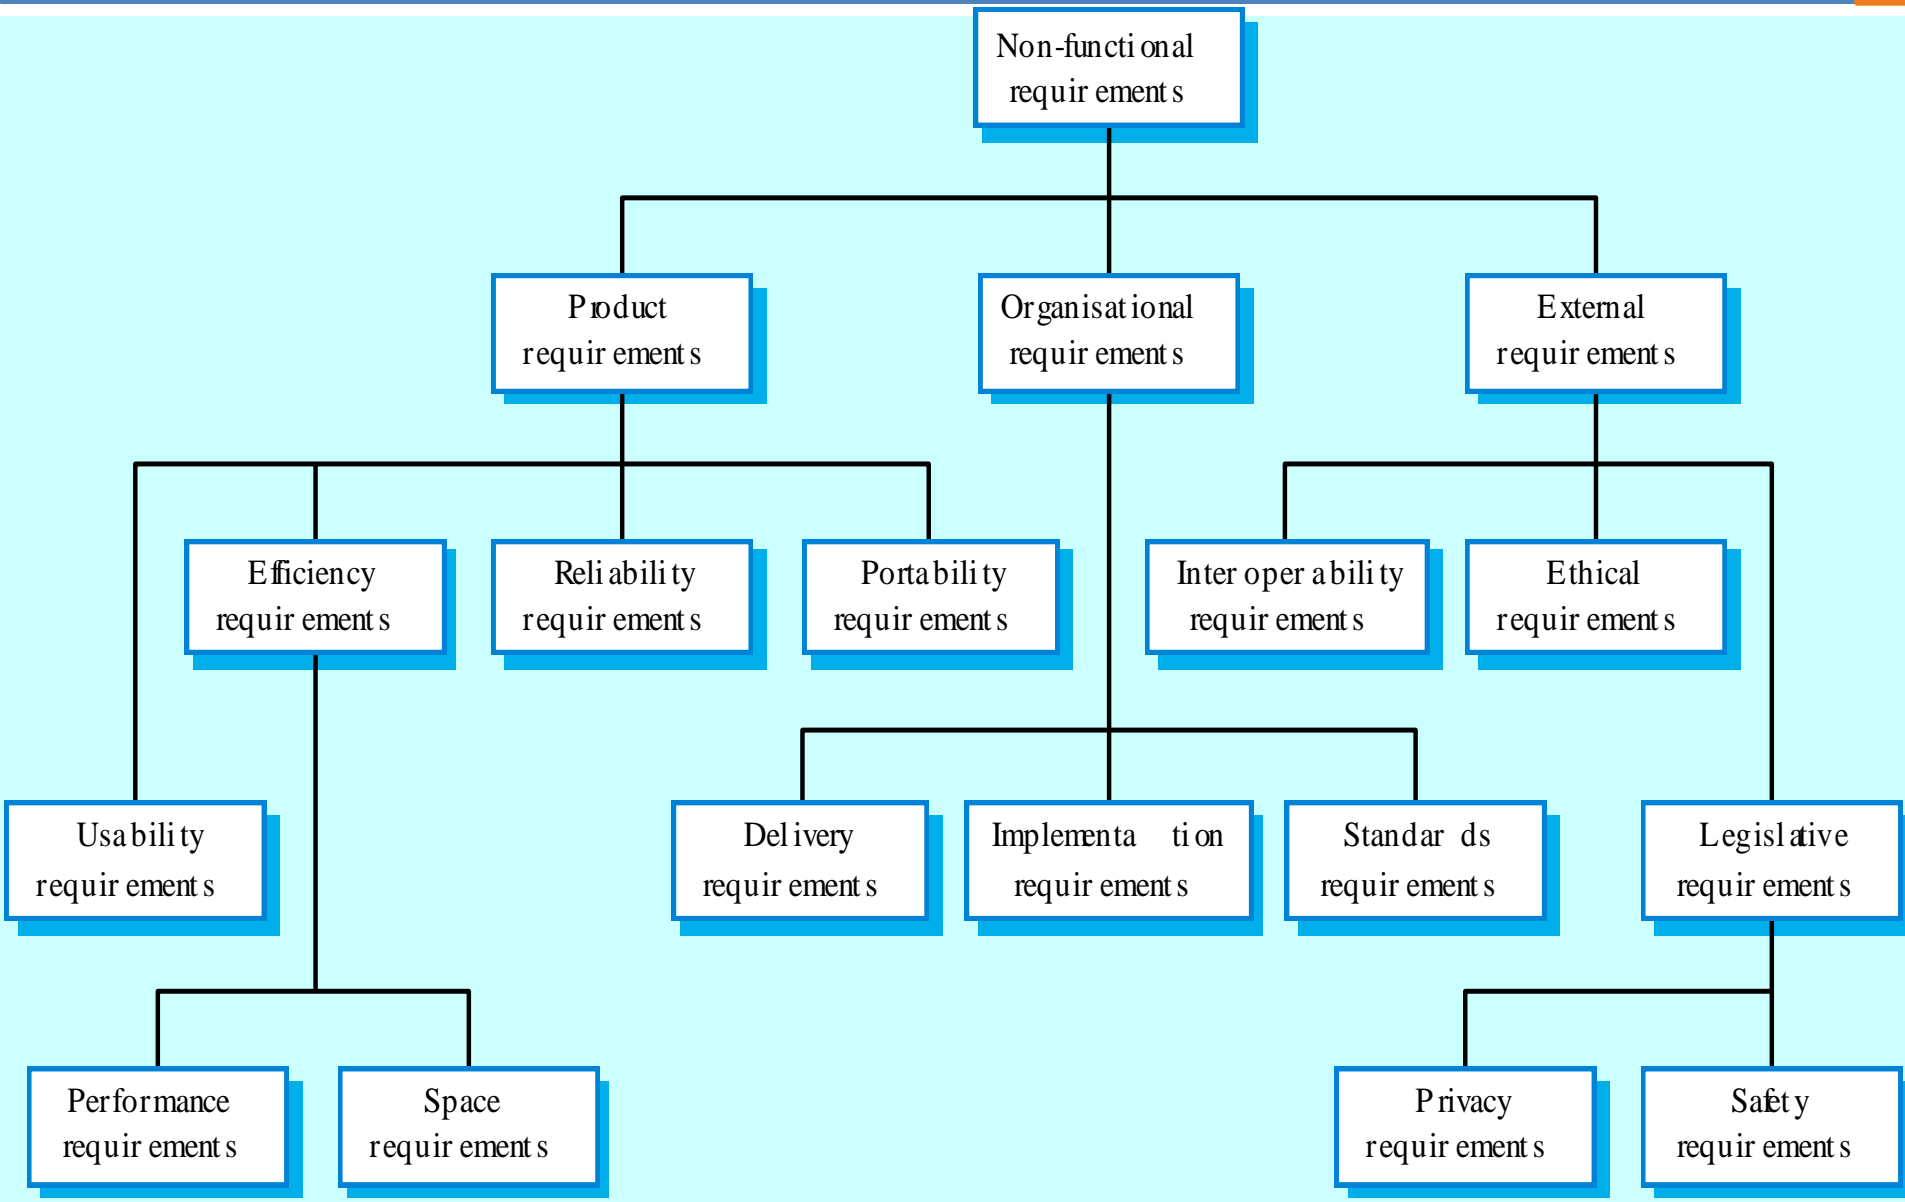 Non-functional
requirements
Product
requirements
Organisational
requirements
External
requirements
Efficiency
requirements
Reliability
requirements
Portability
requirements
Interoperability
requirements
Ethical
requirements
Usability
requirements
Delivery
requirements
Implementation
requirements
Standards
requirements
Legislative
requirements
Performance
requirements
Space
requirements
Privacy
requirements
Safety
requirements